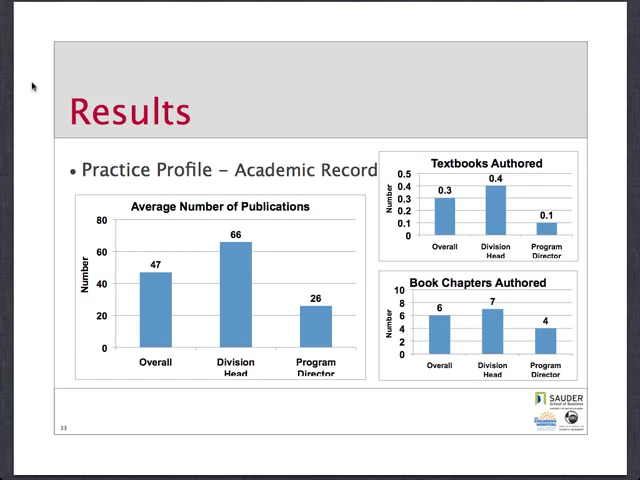 Results
• Practice Profile – Academic Record
Average Number of Publications
Number
80
60
40
20
0
47
66
26
Overall
Division Head
Program Director
Textbooks Authored
Number
0.5
0.4
0.3
0.2
0.1
0
0.3
0.4
0.1
Overall
Division
Head
Program
Director
Book Chapters Authored
Number
10
8
6
4
2
0
6
7
4
Overall
Division
Head
Program
Director
SAUDER
School of Business
CHILDREN'S HOSPITAL
33